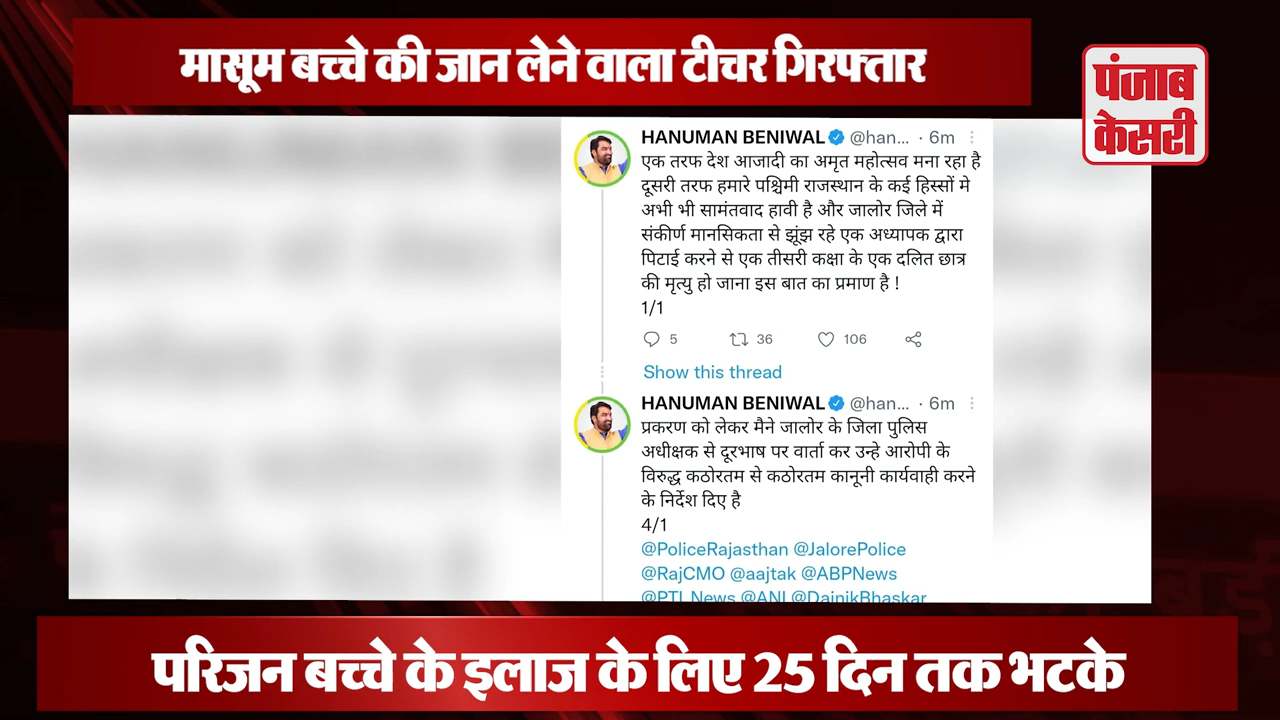 मासूम बच्चे की जान लेने वाला टीचर गिरफ्तार
पंजाब
केसरी
HANUMAN BENIWAL @han... · 6m
एक तरफ देश आजादी का अमृत महोत्सव मना रहा है
दूसरी तरफ हमारे पश्चिमी राजस्थान के कई हिस्सों मे
अभी भी सामंतवाद हावी है और जालोर जिले में
संकीर्ण मानसिकता से झूंझ रहे एक अध्यापक द्वारा
पिटाई करने से एक तीसरी कक्षा के एक दलित छात्र
की मृत्यु हो जाना इस बात का प्रमाण है !
1/1
5 36 106
Show this thread
HANUMAN BENIWAL @han... · 6m
प्रकरण को लेकर मैने जालोर के जिला पुलिस
अधीक्षक से दूरभाष पर वार्ता कर उन्हे आरोपी के
विरुद्ध कठोरतम से कठोरतम कानूनी कार्यवाही करने
के निर्देश दिए है
4/1
@PoliceRajasthan @JalorePolice
@RajCMO @aajtak @ABPNews
@PTI_News @ANI @DainikBhaskar
परिजन बच्चे के इलाज के लिए 25 दिन तक भटके